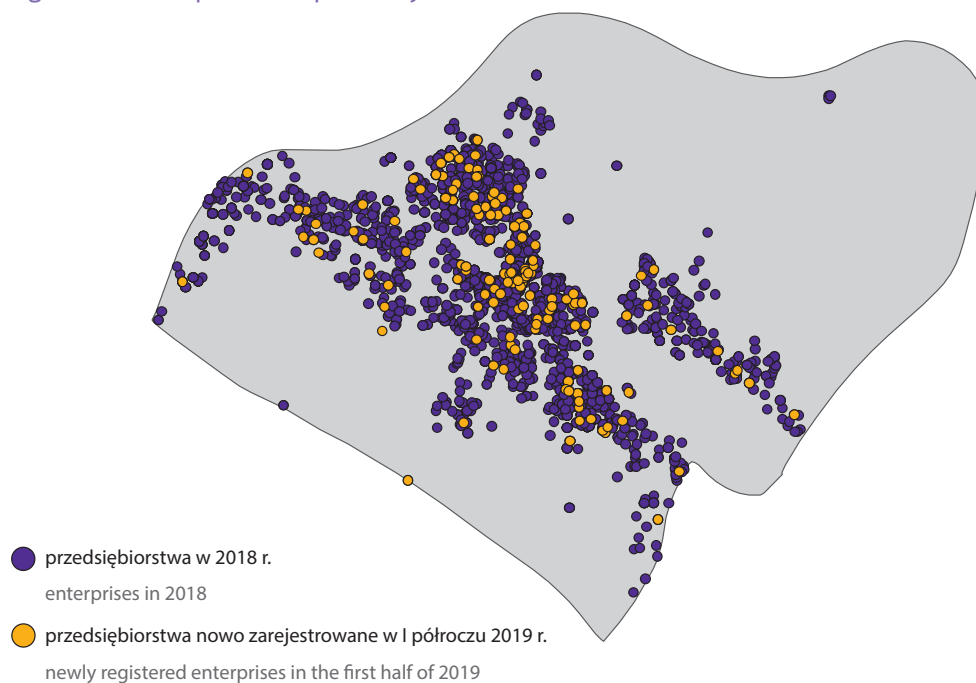 przedsiębiorstwa w 2018 r.
enterprises in 2018
przedsiębiorstwa nowo zarejestrowane w I półroczu 2019 r.
newly registered enterprises in the first half of 2019